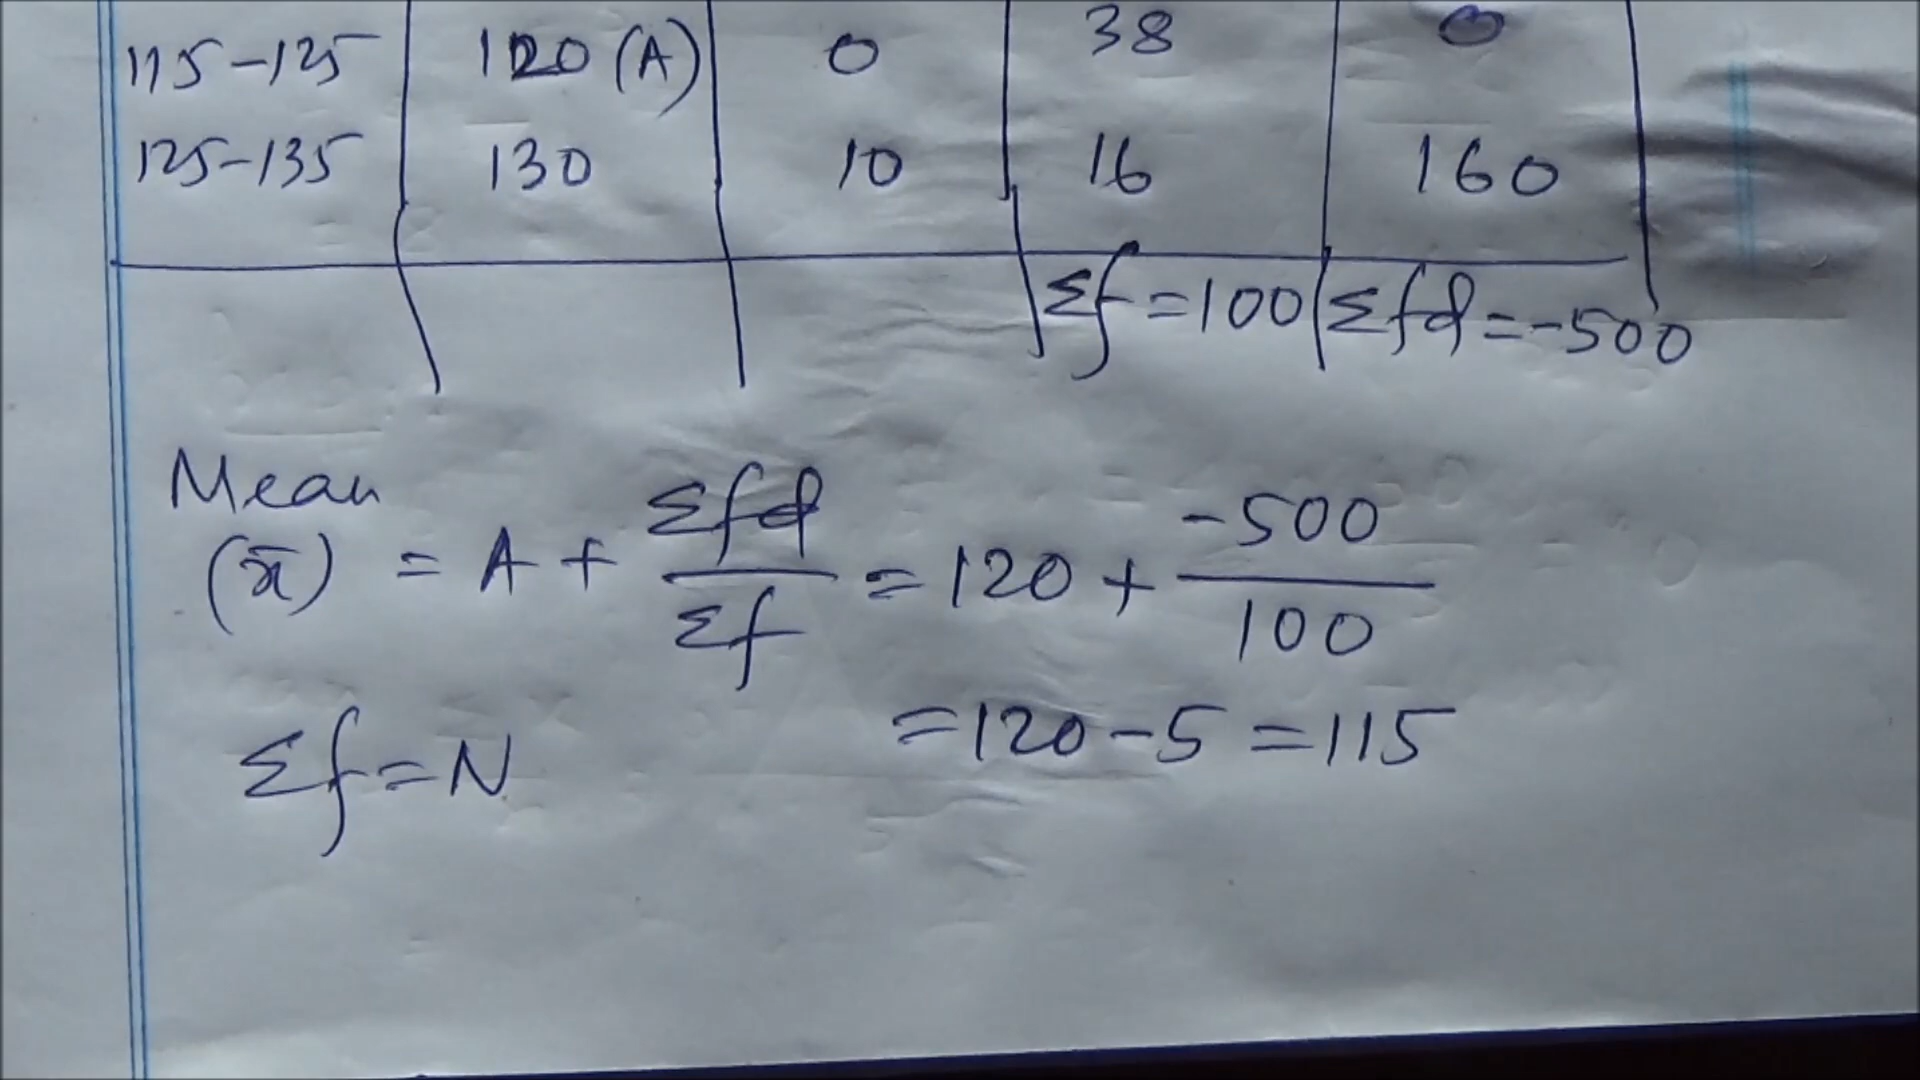 115-125 120 (A) 0 38 0
125-135 130 10 16 160
Σf = 100 Σfd = -500
Mean
(x̄) = A + Σfd/Σf = 120 + -500/100
Σf = N = 120 - 5 = 115